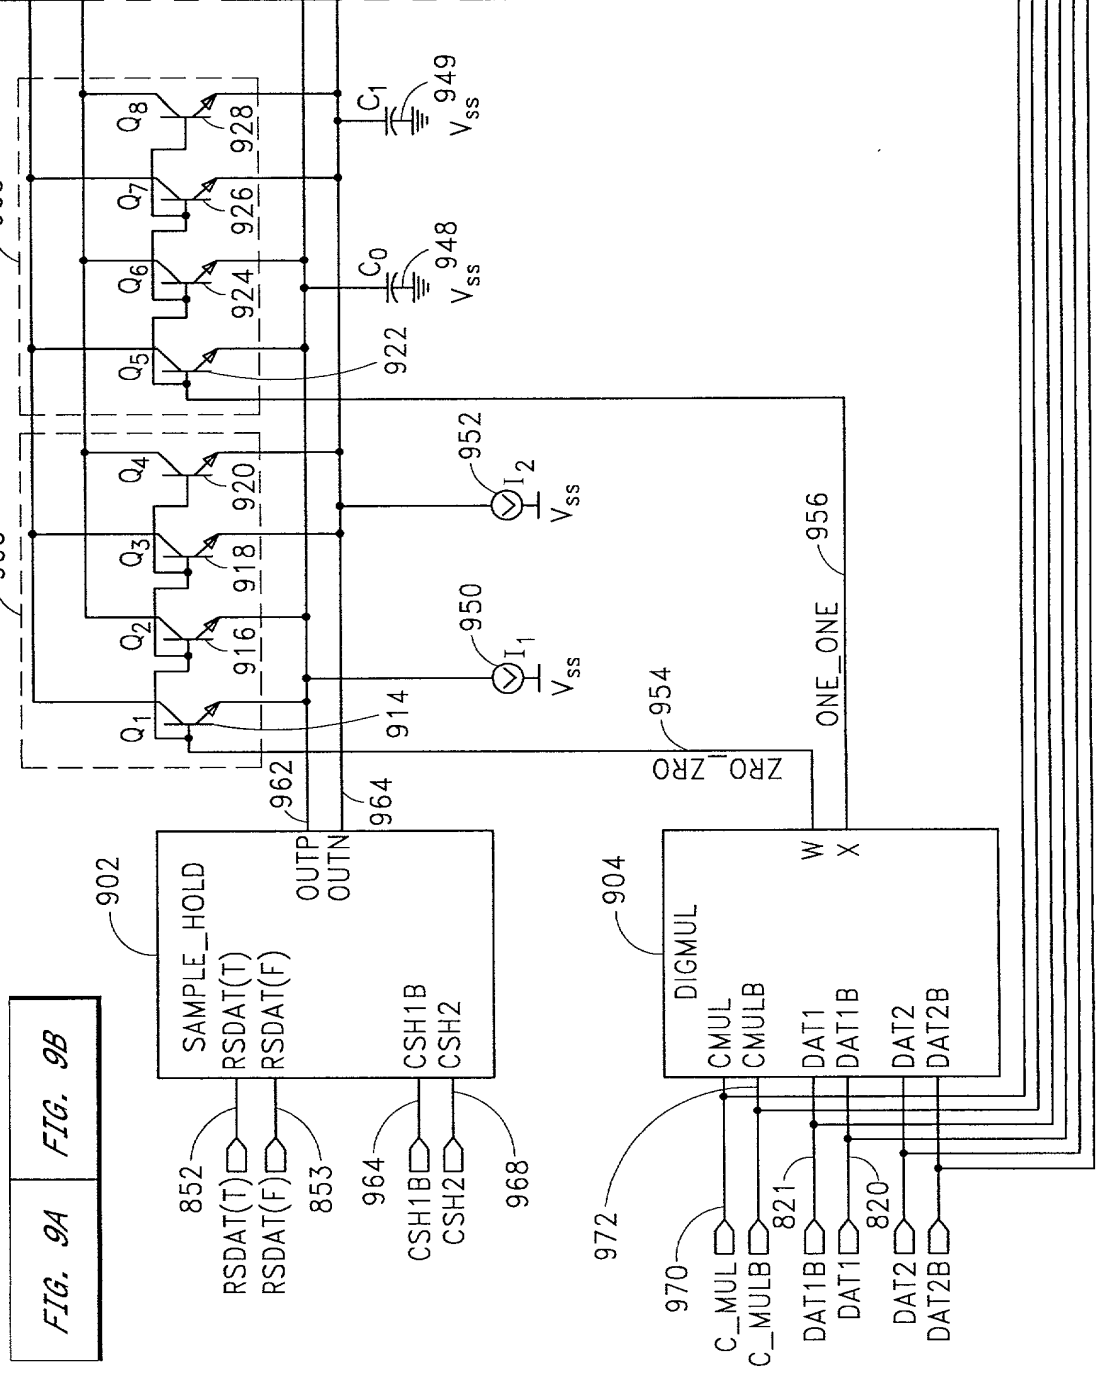 FIG. 9A
FIG. 9B
902
SAMPLE_HOLD
852
RSDAT(T)
RSDAT(T)
RSDAT(F)
RSDAT(F)
853
964
CSH1B
CSH1B
CSH2
CSH2
968
OUTP
OUTN
962
964
Q1
Q2
Q3
Q4
Q5
Q6
Q7
Q8
914
916
918
920
922
924
926
928
C0
948
VSS
C1
949
VSS
950
I1
VSS
952
I2
VSS
954
ZRO_ZRO
ONE_ONE
956
904
DIGMUL
W
X
972
970
C_MUL
CMUL
C_MULB
CMULB
821
DAT1B
DAT1
DAT1
DAT1B
820
DAT2
DAT2
DAT2B
DAT2B